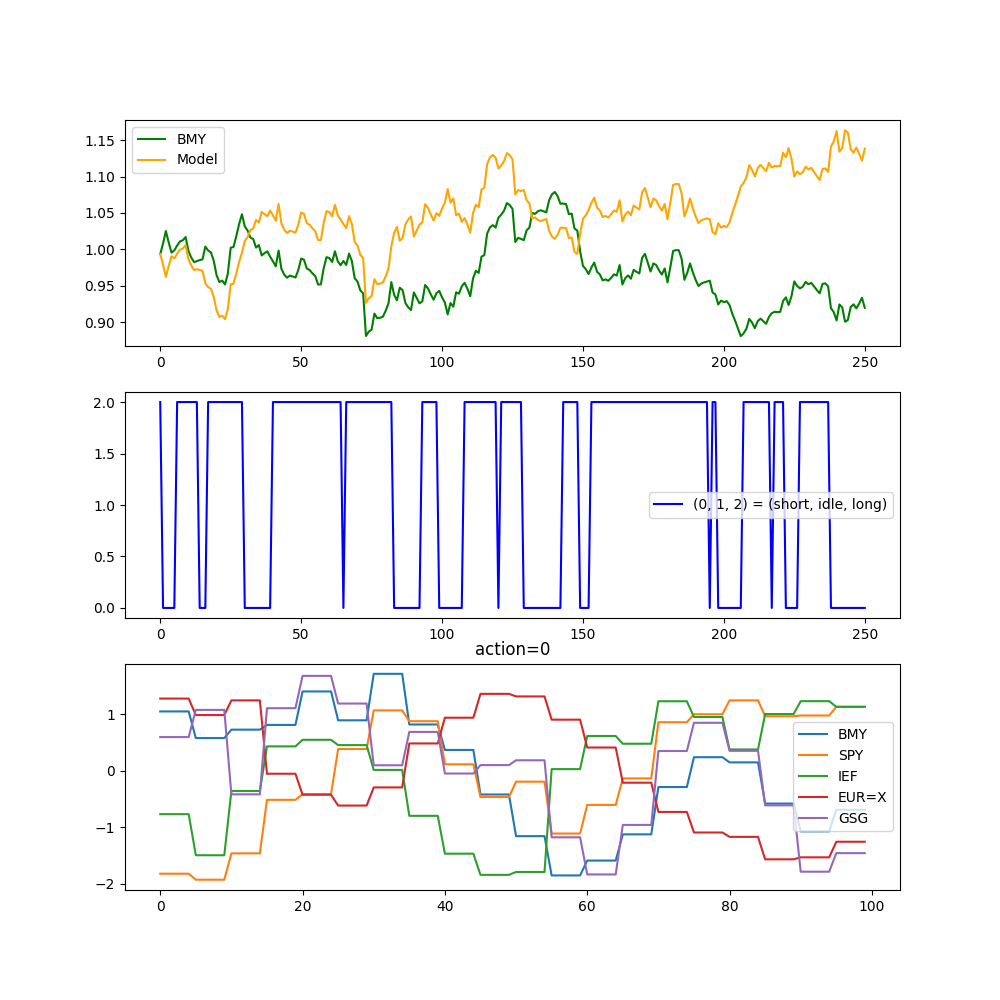 BMY
Model
1.15
1.10
1.05
1.00
0.95
0.90
0 50 100 150 200 250
2.0
1.5
1.0
0.5
0.0
(0, 1, 2) = (short, idle, long)
0 50 100 150 200 250
action=0
1
0
−1
−2
BMY
SPY
IEF
EUR=X
GSG
0 20 40 60 80 100